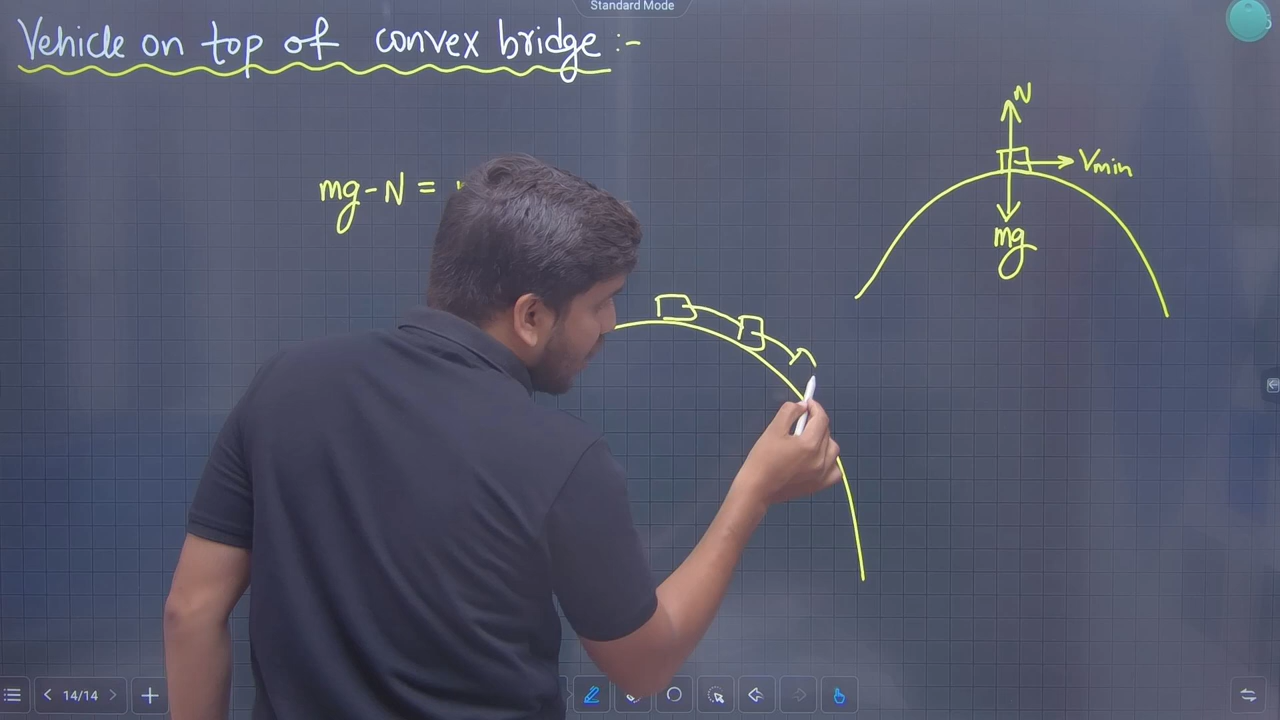 Standard Mode
Vehicle on top of convex bridge :-
N
Vmin
mg - N =
mg
14/14